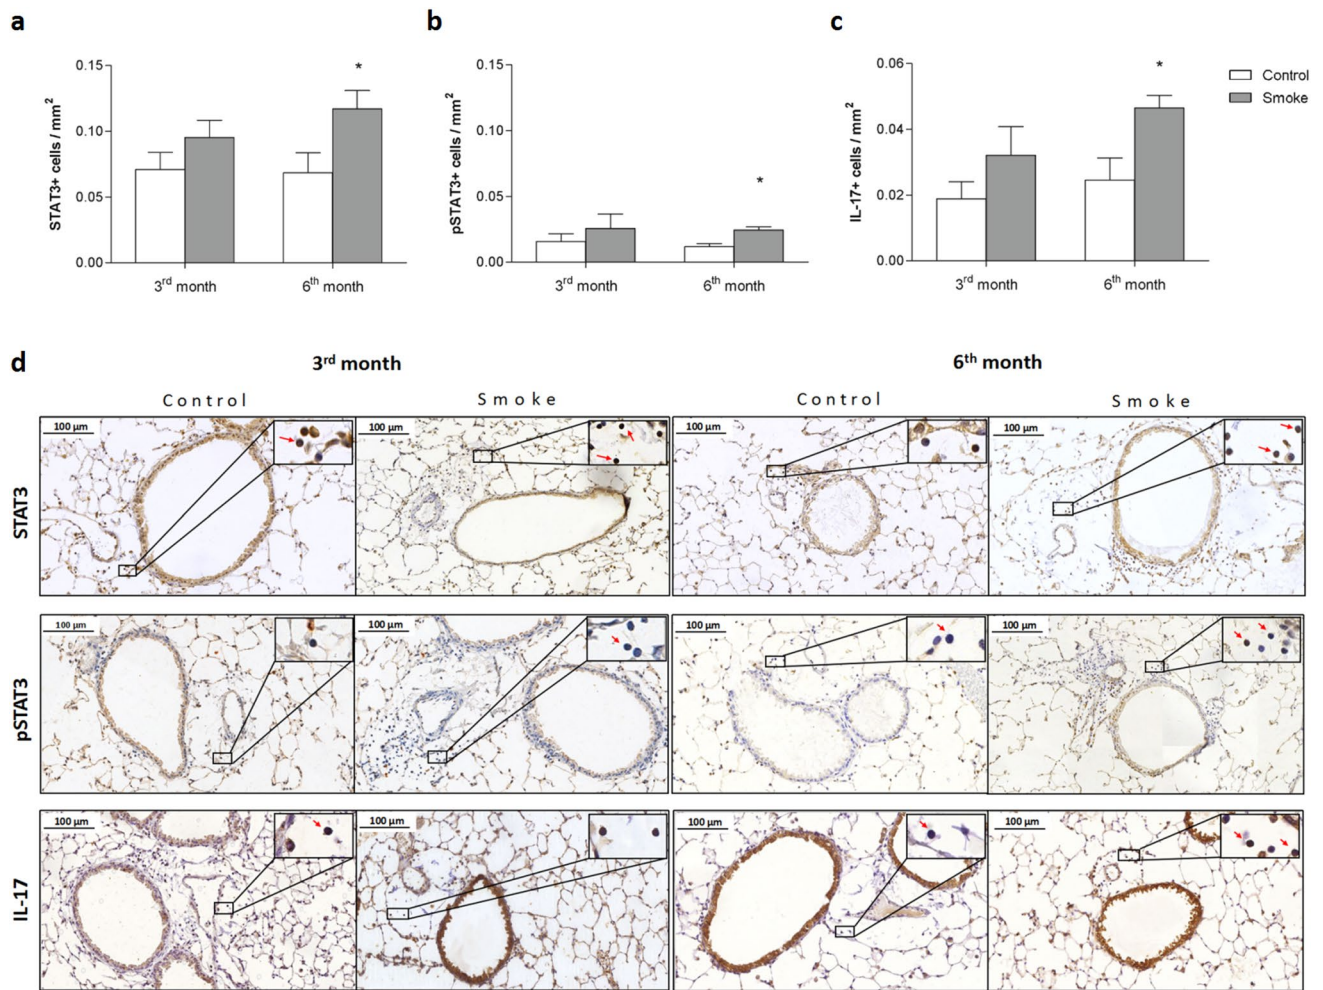 a
b
c
0.15
0.10
0.05
0.00
STAT3+ cells / mm²
*
3rd month
6th month
0.15
0.10
0.05
0.00
pSTAT3+ cells / mm²
*
3rd month
6th month
0.06
0.04
0.02
0.00
IL-17+ cells / mm²
*
3rd month
6th month
Control
Smoke
d
3rd month
6th month
Control
Smoke
Control
Smoke
STAT3
100 µm
100 µm
100 µm
100 µm
pSTAT3
100 µm
100 µm
100 µm
100 µm
IL-17
100 µm
100 µm
100 µm
100 µm